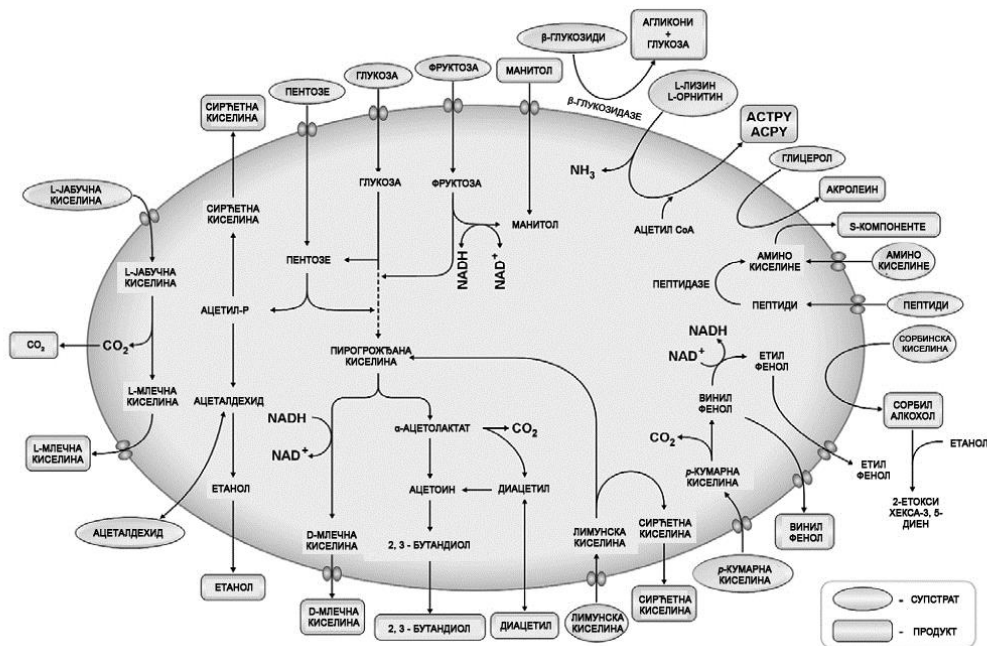 β-ГЛУКОЗИДИ
АГЛИКОНИ
+
ГЛУКОЗА
ГЛУКОЗА
ФРУКТОЗА
МАНИТОЛ
ПЕНТОЗЕ
L-ЛИЗИН
L-ОРНИТИН
β-ГЛУКОЗИДАЗЕ
СИРЋЕТНА
КИСЕЛИНА
АСТРУ
АСРУ
NH3
ГЛИЦЕРОЛ
L-ЈАБУЧНА
КИСЕЛИНА
ГЛУКОЗА
ФРУКТОЗА
АКРОЛЕИН
СИРЋЕТНА
КИСЕЛИНА
МАНИТОЛ
АЦЕТИЛ CoA
S-КОМПОНЕНТЕ
NADH
NAD+
L-ЈАБУЧНА
КИСЕЛИНА
ПЕНТОЗЕ
АМИНО
КИСЕЛИНЕ
АМИНО
КИСЕЛИНЕ
ПЕПТИДАЗЕ
АЦЕТИЛ-P
ПЕПТИДИ
ПЕПТИДИ
CO2
CO2
ПИРОГРОЖЂАНА
КИСЕЛИНА
NADH
NAD+
ЕТИЛ
ФЕНОЛ
СОРБИНСКА
КИСЕЛИНА
L-МЛЕЧНА
КИСЕЛИНА
АЦЕТАЛДЕХИД
ВИНИЛ
ФЕНОЛ
СОРБИЛ
АЛКОХОЛ
NADH
NAD+
α-АЦЕТОЛАКТАТ
CO2
CO2
ЕТАНОЛ
L-МЛЕЧНА
КИСЕЛИНА
p-КУМАРНА
КИСЕЛИНА
ЕТИЛ
ФЕНОЛ
ЕТАНОЛ
АЦЕТОИН
ДИАЦЕТИЛ
2-ЕТОКСИ
ХЕКСА-3, 5-
ДИЕН
АЦЕТАЛДЕХИД
D-МЛЕЧНА
КИСЕЛИНА
2, 3 - БУТАНДИОЛ
ЛИМУНСКА
КИСЕЛИНА
СИРЋЕТНА
КИСЕЛИНА
ВИНИЛ
ФЕНОЛ
p-КУМАРНА
КИСЕЛИНА
ЕТАНОЛ
D-МЛЕЧНА
КИСЕЛИНА
2, 3 - БУТАНДИОЛ
ДИАЦЕТИЛ
ЛИМУНСКА
КИСЕЛИНА
СИРЋЕТНА
КИСЕЛИНА
- СУПСТРАТ
- ПРОДУКТ